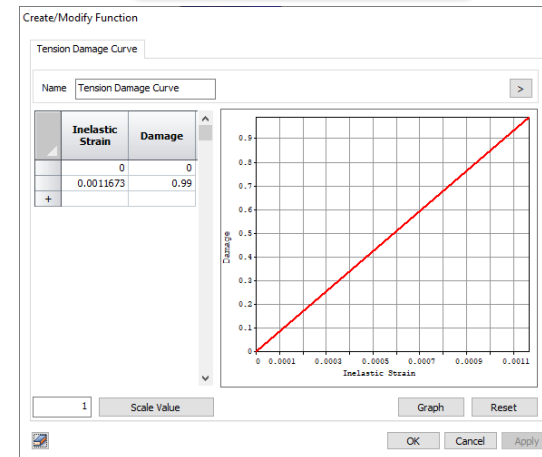 Create/Modify Function
Tension Damage Curve
Name Tension Damage Curve >
Inelastic Strain Damage
0 0
0.0011673 0.99
+
0.9
0.8
0.7
0.6
0.5
0.4
0.3
0.2
0.1
0
Damage
0 0.0001 0.0003 0.0005 0.0007 0.0009 0.0011
Inelastic Strain
1 Scale Value Graph Reset
OK Cancel Apply